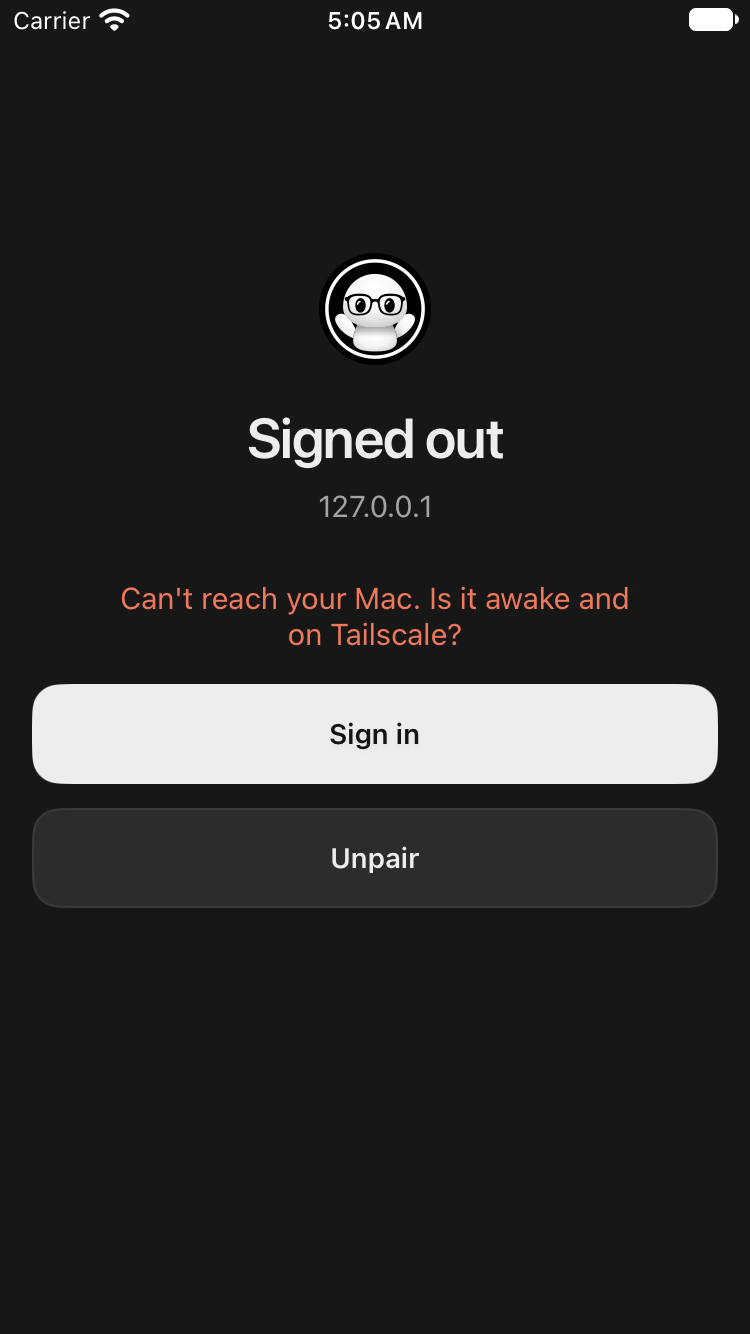 Carrier 5:05 AM
Signed out
127.0.0.1
Can't reach your Mac. Is it awake and
on Tailscale?
Sign in
Unpair